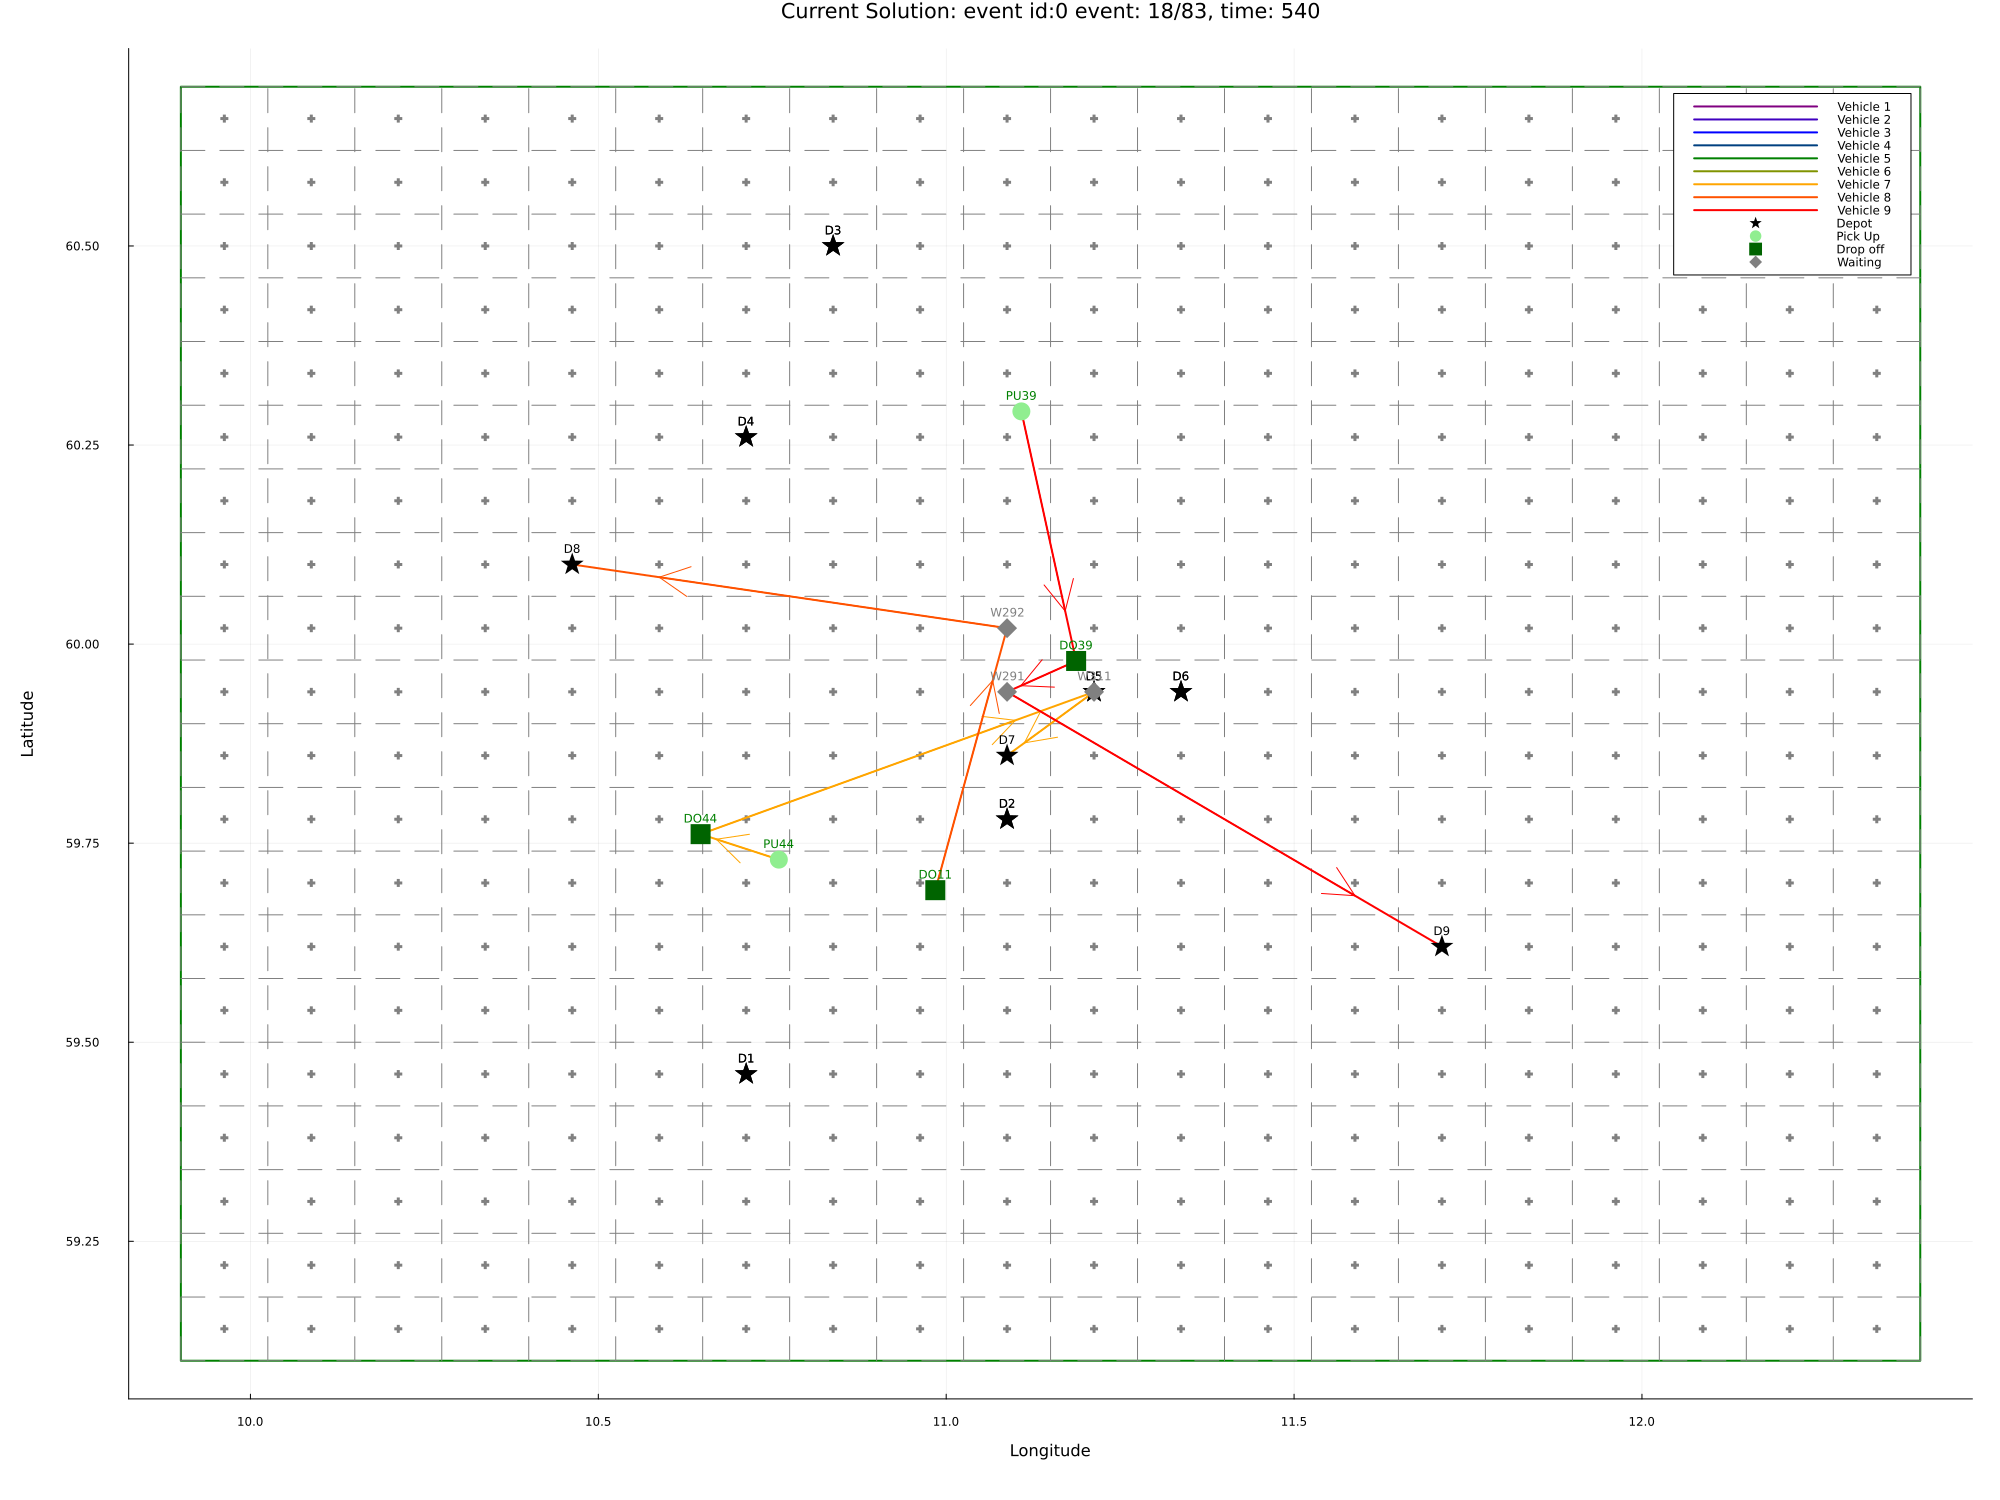 Current Solution: event id:0 event: 18/83, time: 540
Vehicle 1
Vehicle 2
Vehicle 3
Vehicle 4
Vehicle 5
Vehicle 6
Vehicle 7
Vehicle 8
Vehicle 9
Depot
Pick Up
Drop off
Waiting
60.50
60.25
60.00
59.75
59.50
59.25
Latitude
D3
PU39
D4
D8
W292
DO39
W291
D5
D6
D7
D2
DO44
PU44
DO11
D9
D1
10.0
10.5
11.0
11.5
12.0
Longitude